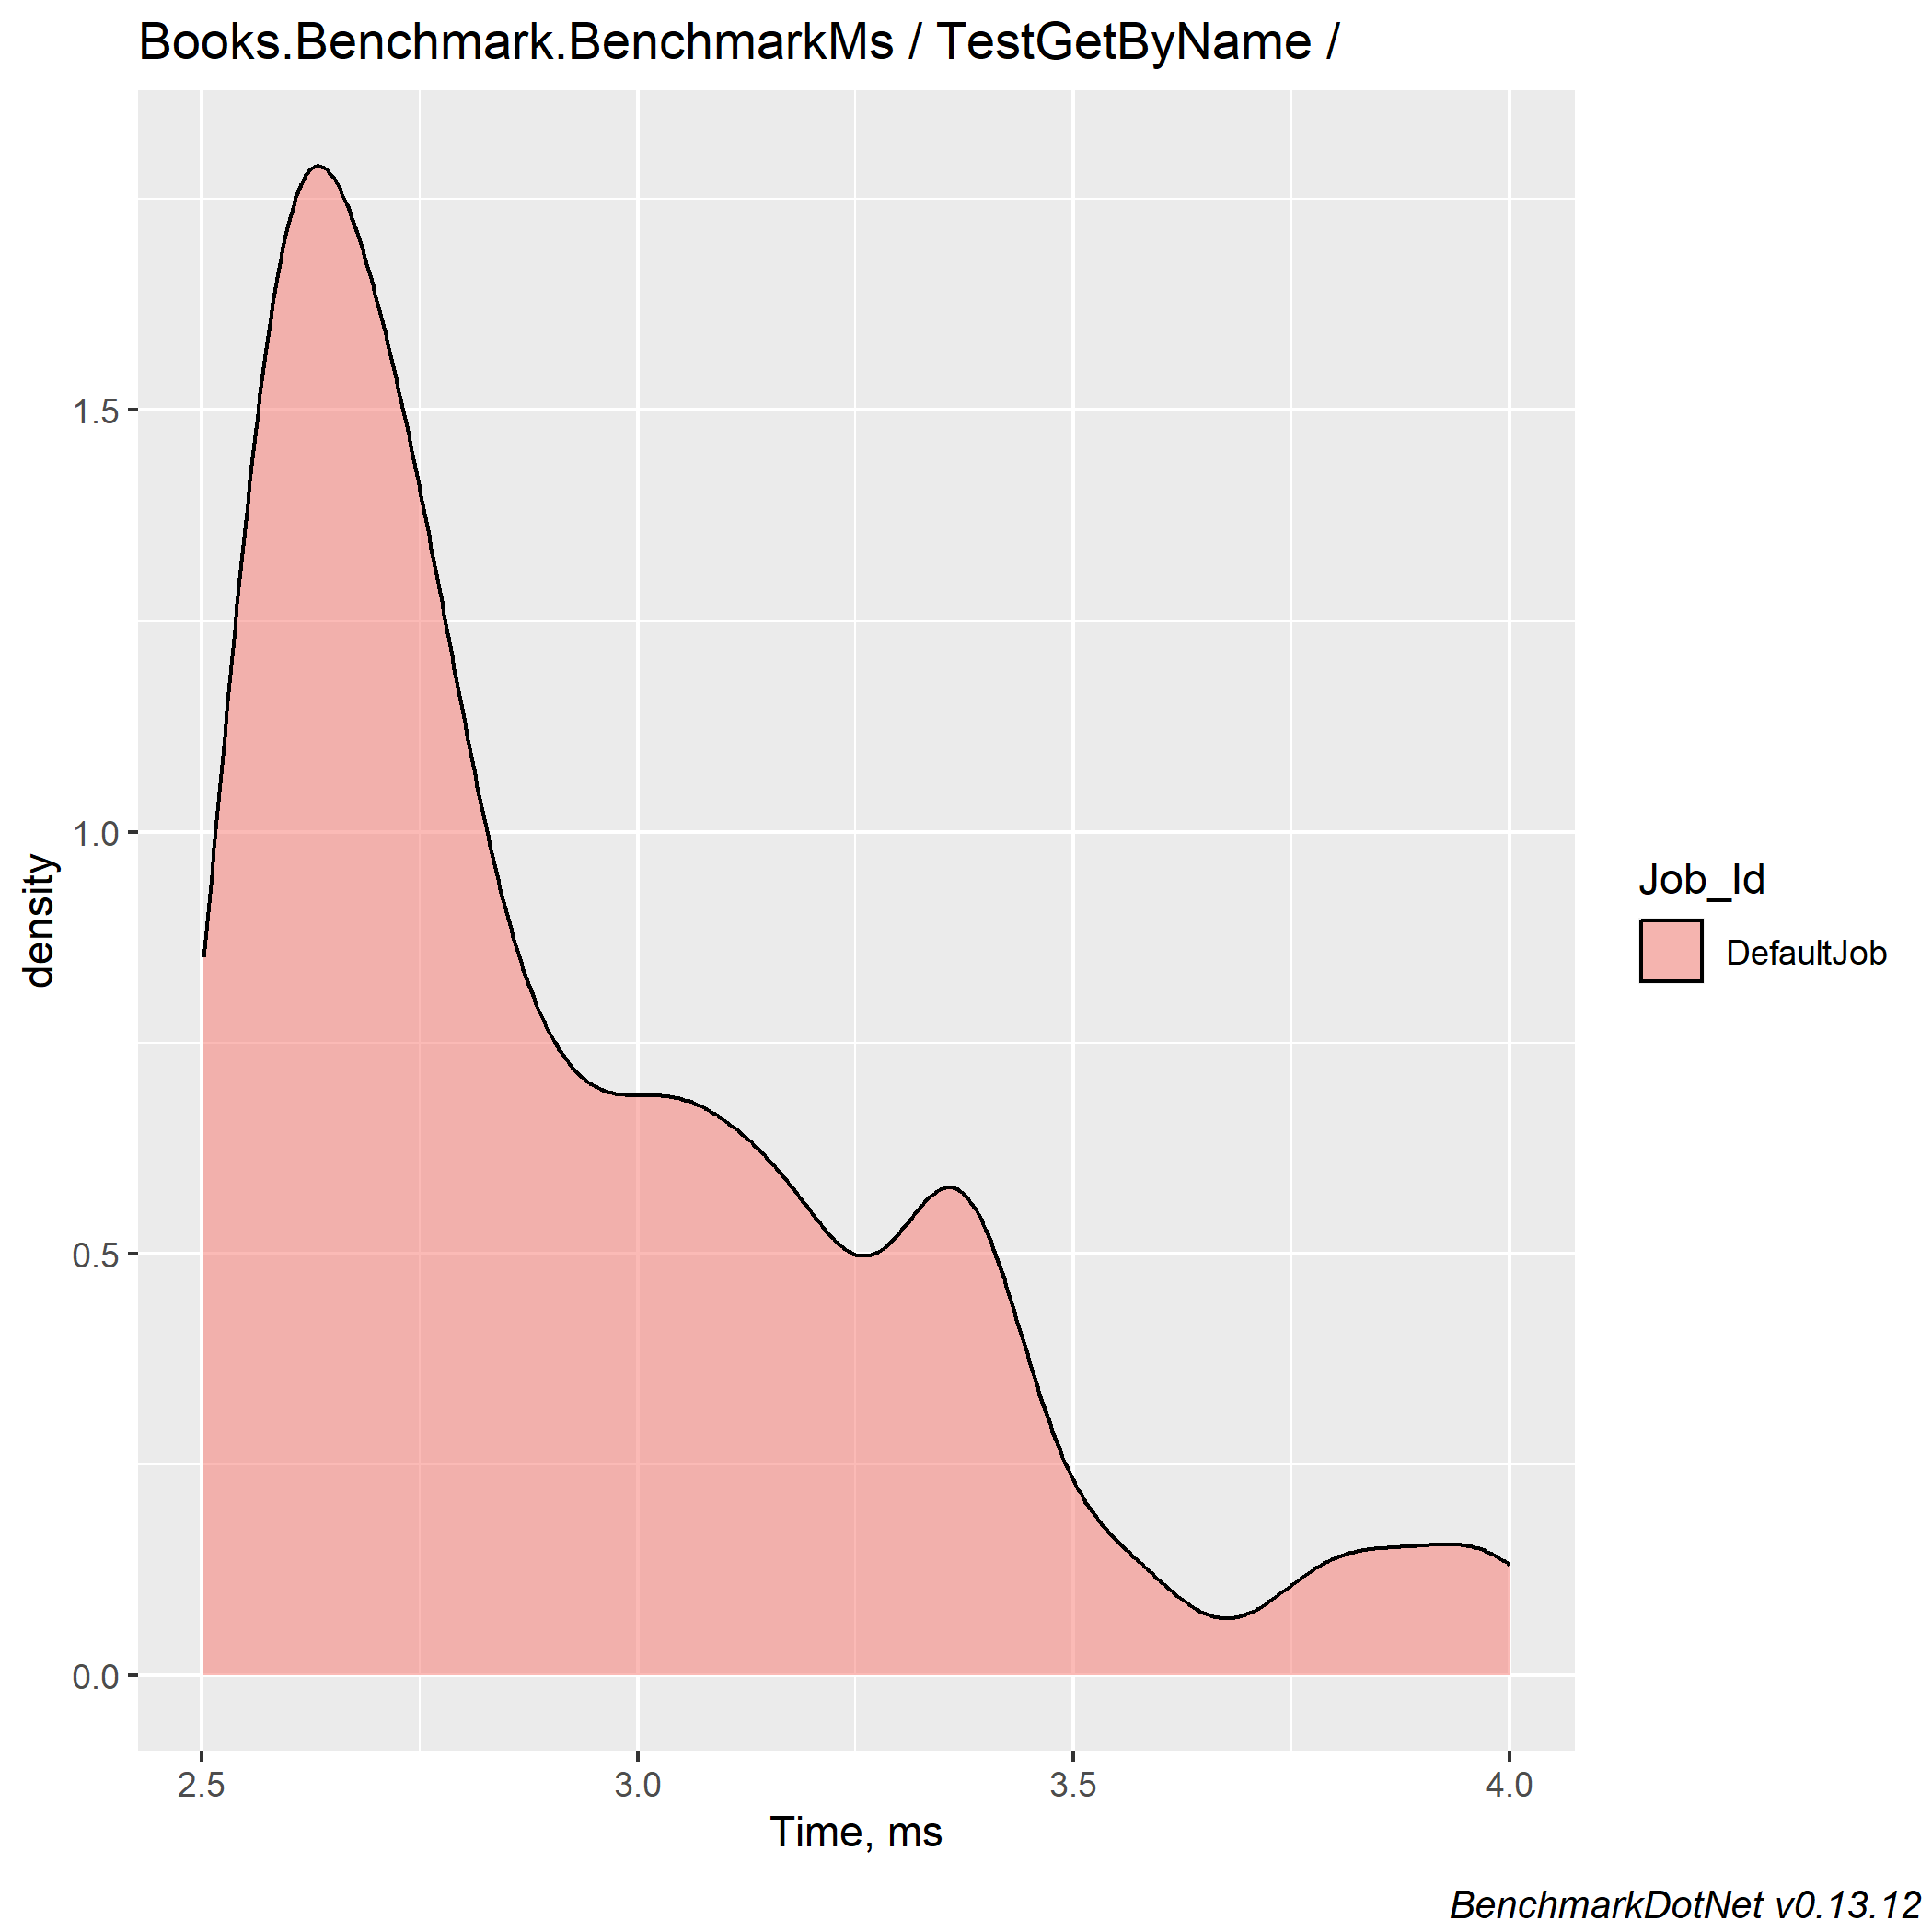 Books.Benchmark.BenchmarkMs / TestGetByName /
1.5
1.0
0.5
0.0
density
2.5 3.0 3.5 4.0
Time, ms
Job_Id
DefaultJob
BenchmarkDotNet v0.13.12